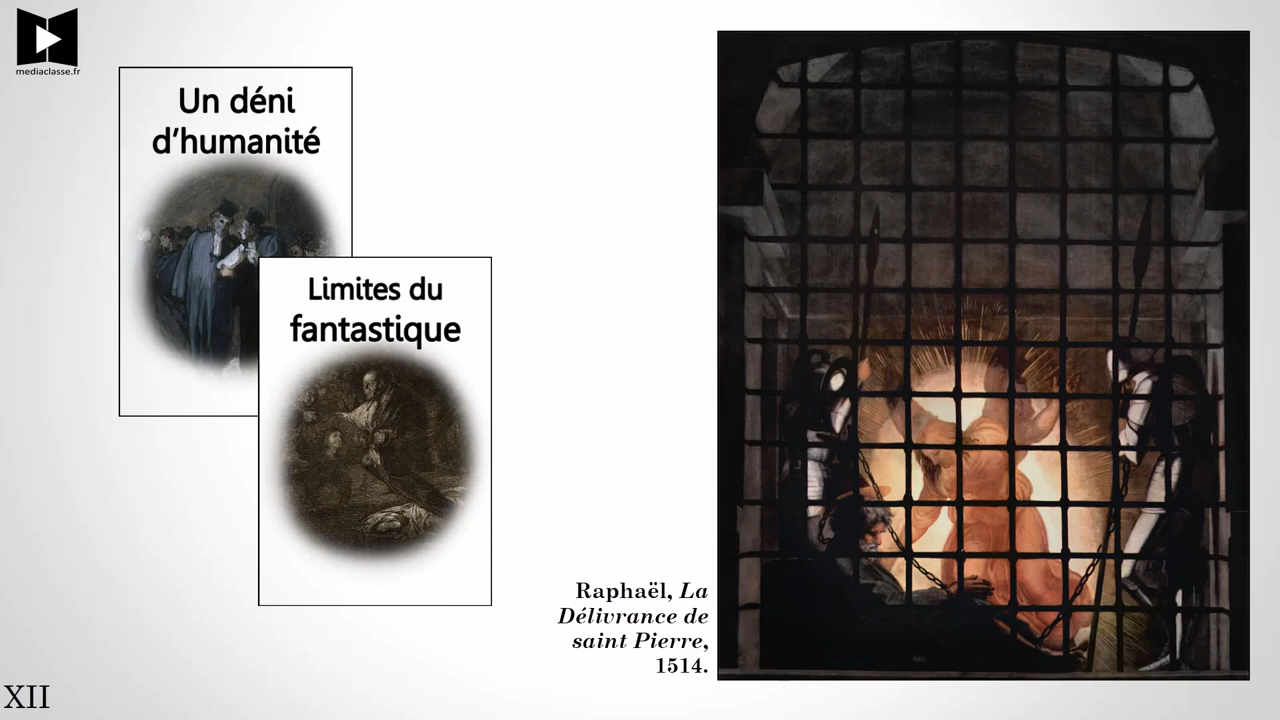 mediaclasse.fr
Un déni
d’humanité
Limites du
fantastique
Raphaël, La
Délivrance de
saint Pierre,
1514.
XII